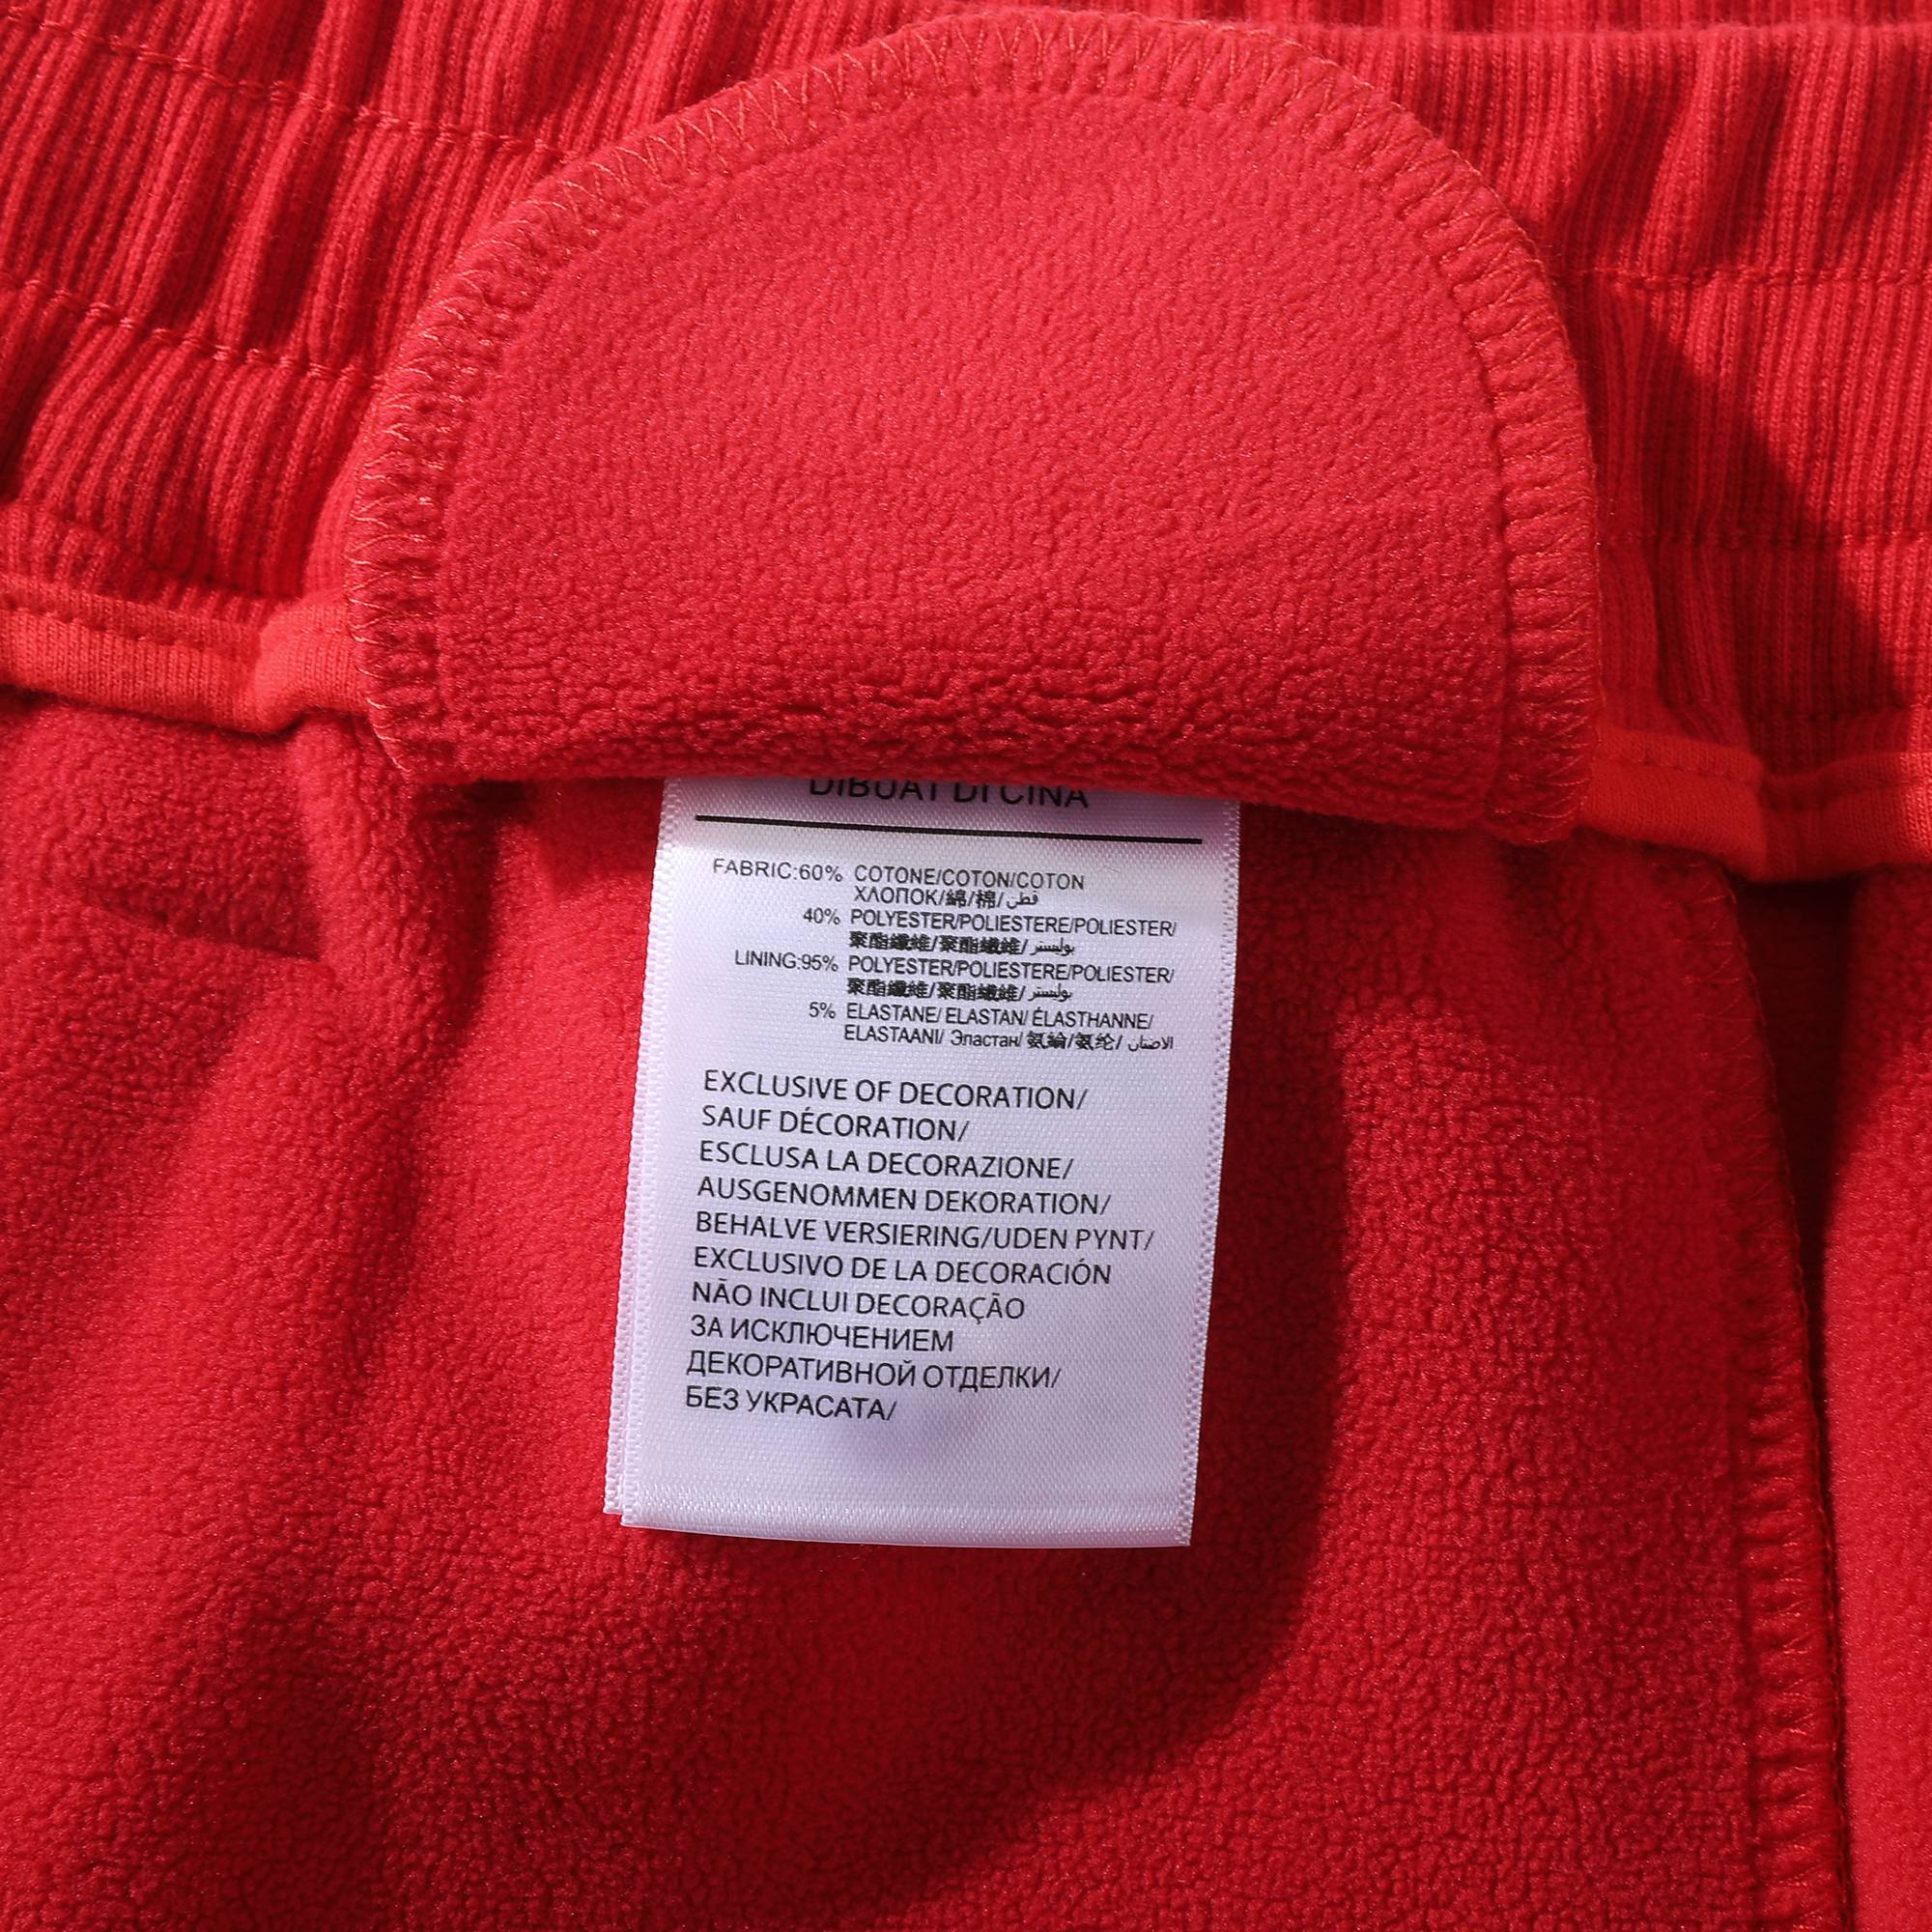 DIBUAT DI CINA
FABRIC:60% COTONE/COTON/COTON
ХЛОПОК/綿/棉/قطن
40% POLYESTER/POLIESTERE/POLIESTER/
聚酯纖維/聚酯纖維/بوليستر
LINING:95% POLYESTER/POLIESTERE/POLIESTER/
聚酯纖維/聚酯纖維/بوليستر
5% ELASTANE/ ELASTAN/ ÉLASTHANNE/
ELASTAANI/ Эластан/ 氨綸/氨纶/ الاصتان
EXCLUSIVE OF DECORATION/
SAUF DÉCORATION/
ESCLUSA LA DECORAZIONE/
AUSGENOMMEN DEKORATION/
BEHALVE VERSIERING/UDEN PYNT/
EXCLUSIVO DE LA DECORACIÓN
NÃO INCLUI DECORAÇÃO
ЗА ИСКЛЮЧЕНИЕМ
ДЕКОРАТИВНОЙ ОТДЕЛКИ/
БЕЗ УКРАСАТА/